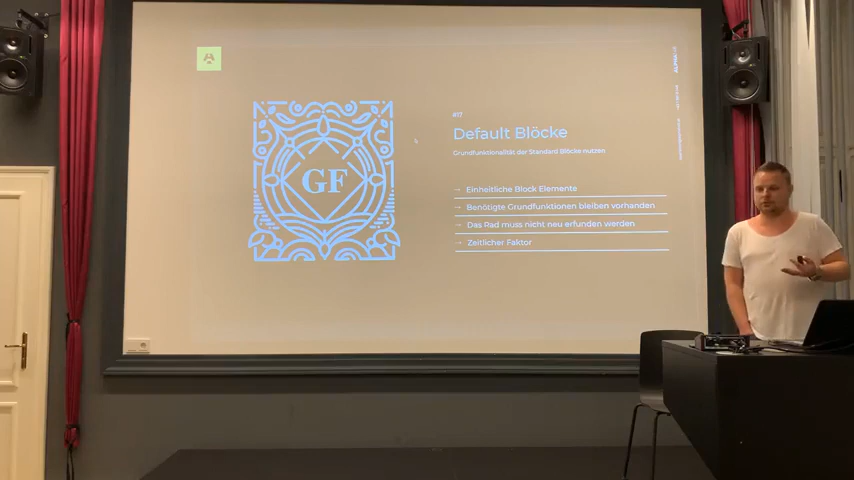 #17
Default Blöcke
Grundfunktionalität der Standard Blöcke nutzen
GF
→ Einheitliche Block Elemente
→ Benötigte Grundfunktionen bleiben vorhanden
→ Das Rad muss nicht neu erfunden werden
→ Zeitlicher Faktor